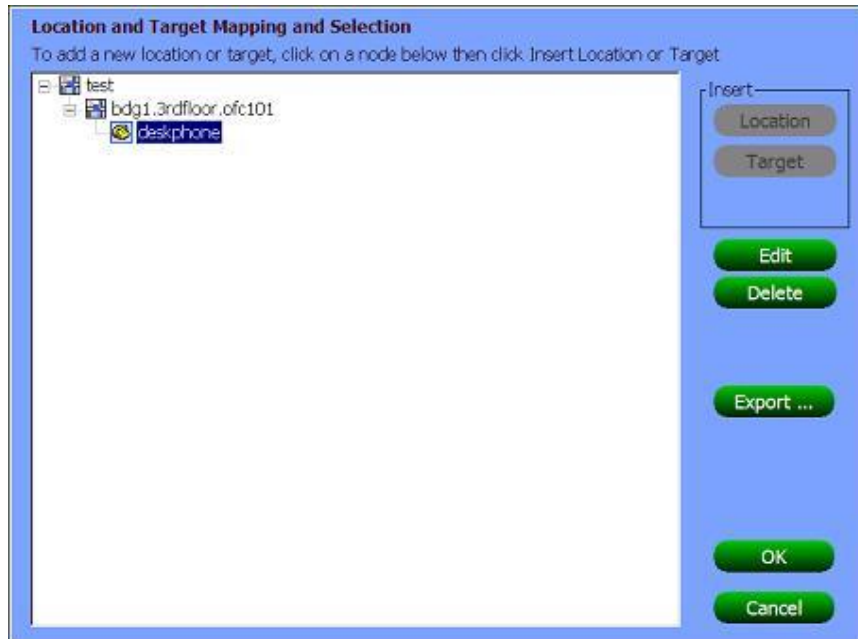 Location and Target Mapping and Selection
To add a new location or target, click on a node below then click Insert Location or Target
test
bdg1.3rdfloor.ofc101
deskphone
Insert
Location
Target
Edit
Delete
Export ...
OK
Cancel